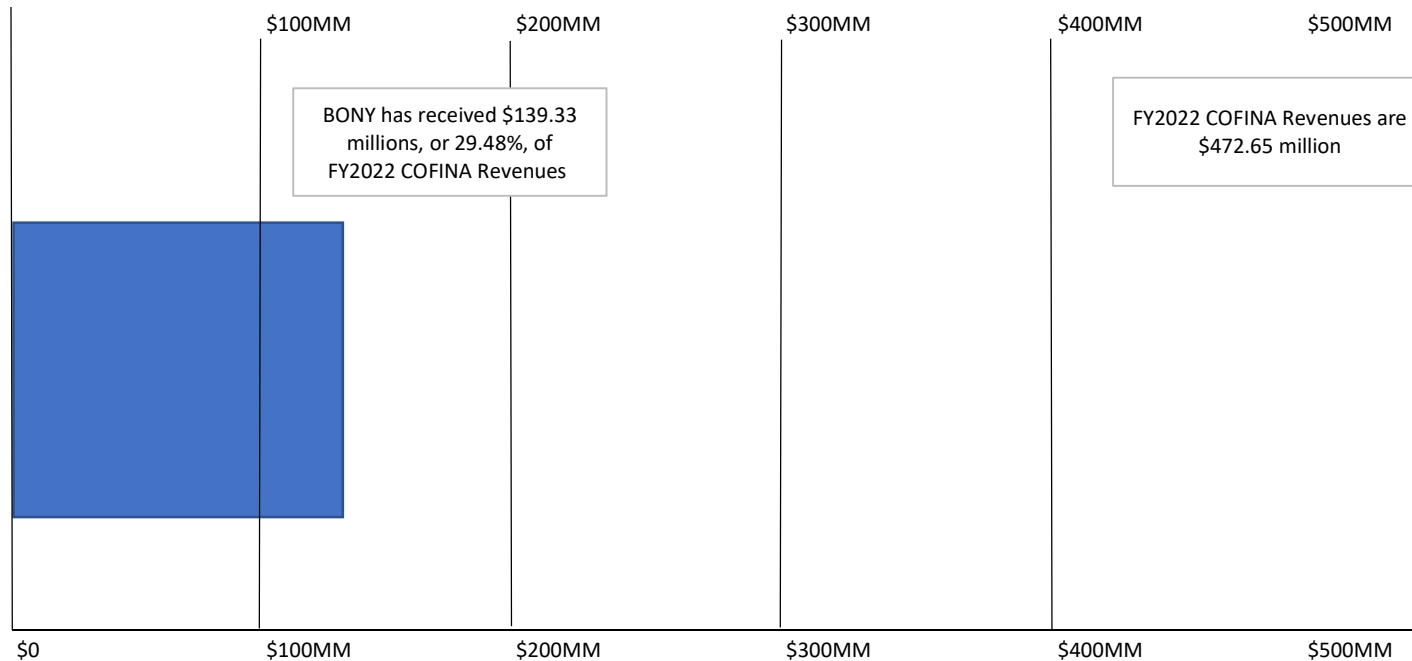 $100MM
$200MM
$300MM
$400MM
$500MM
BONY has received $139.33
millions, or 29.48%, of
FY2022 COFINA Revenues
FY2022 COFINA Revenues are
$472.65 million
$0
$100MM
$200MM
$300MM
$400MM
$500MM